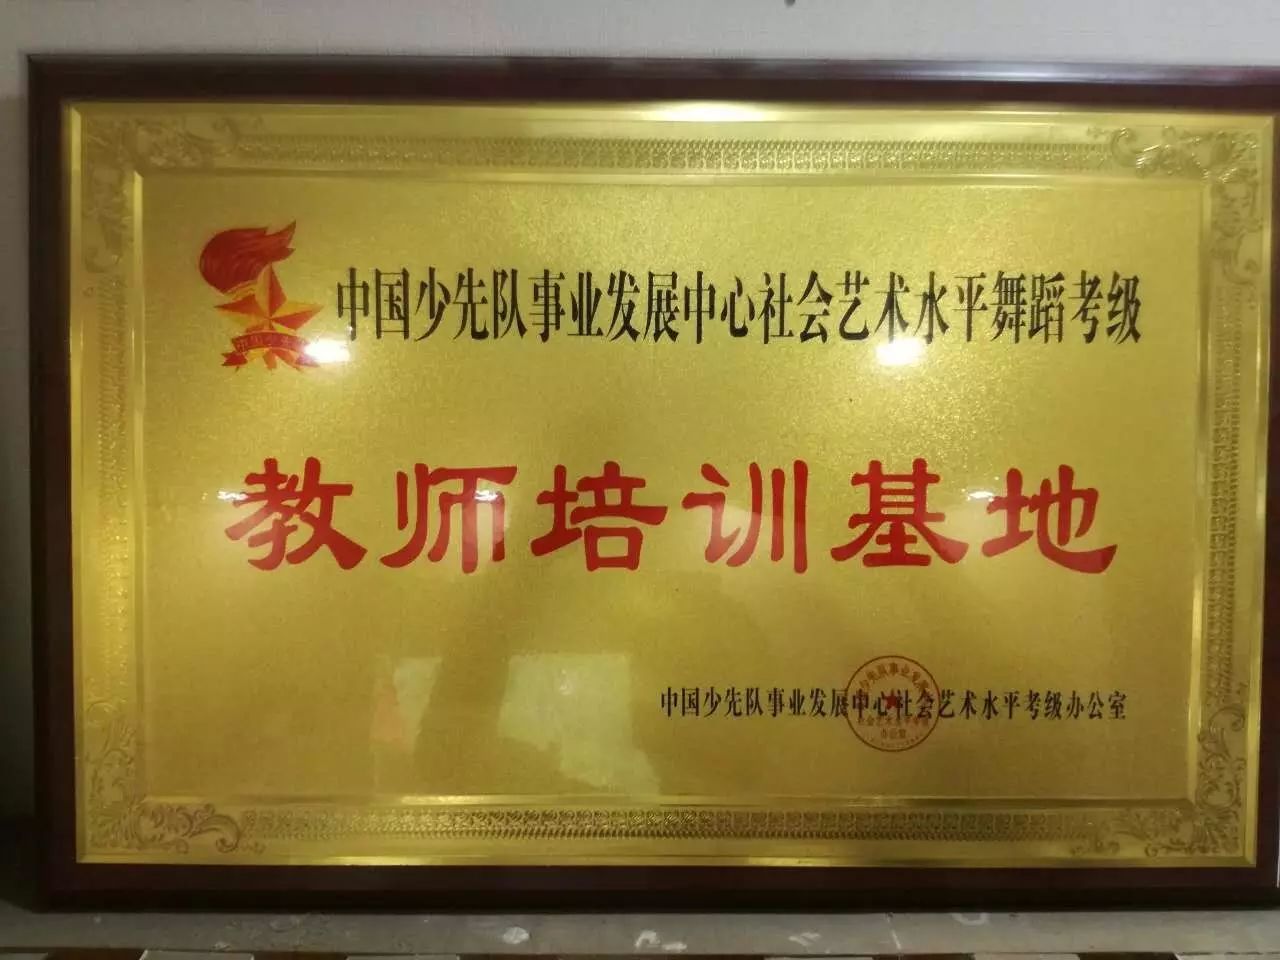 中国少先队事业发展中心社会艺术水平舞蹈考级
教师培训基地
中国少先队事业发展中心社会艺术水平考级办公室